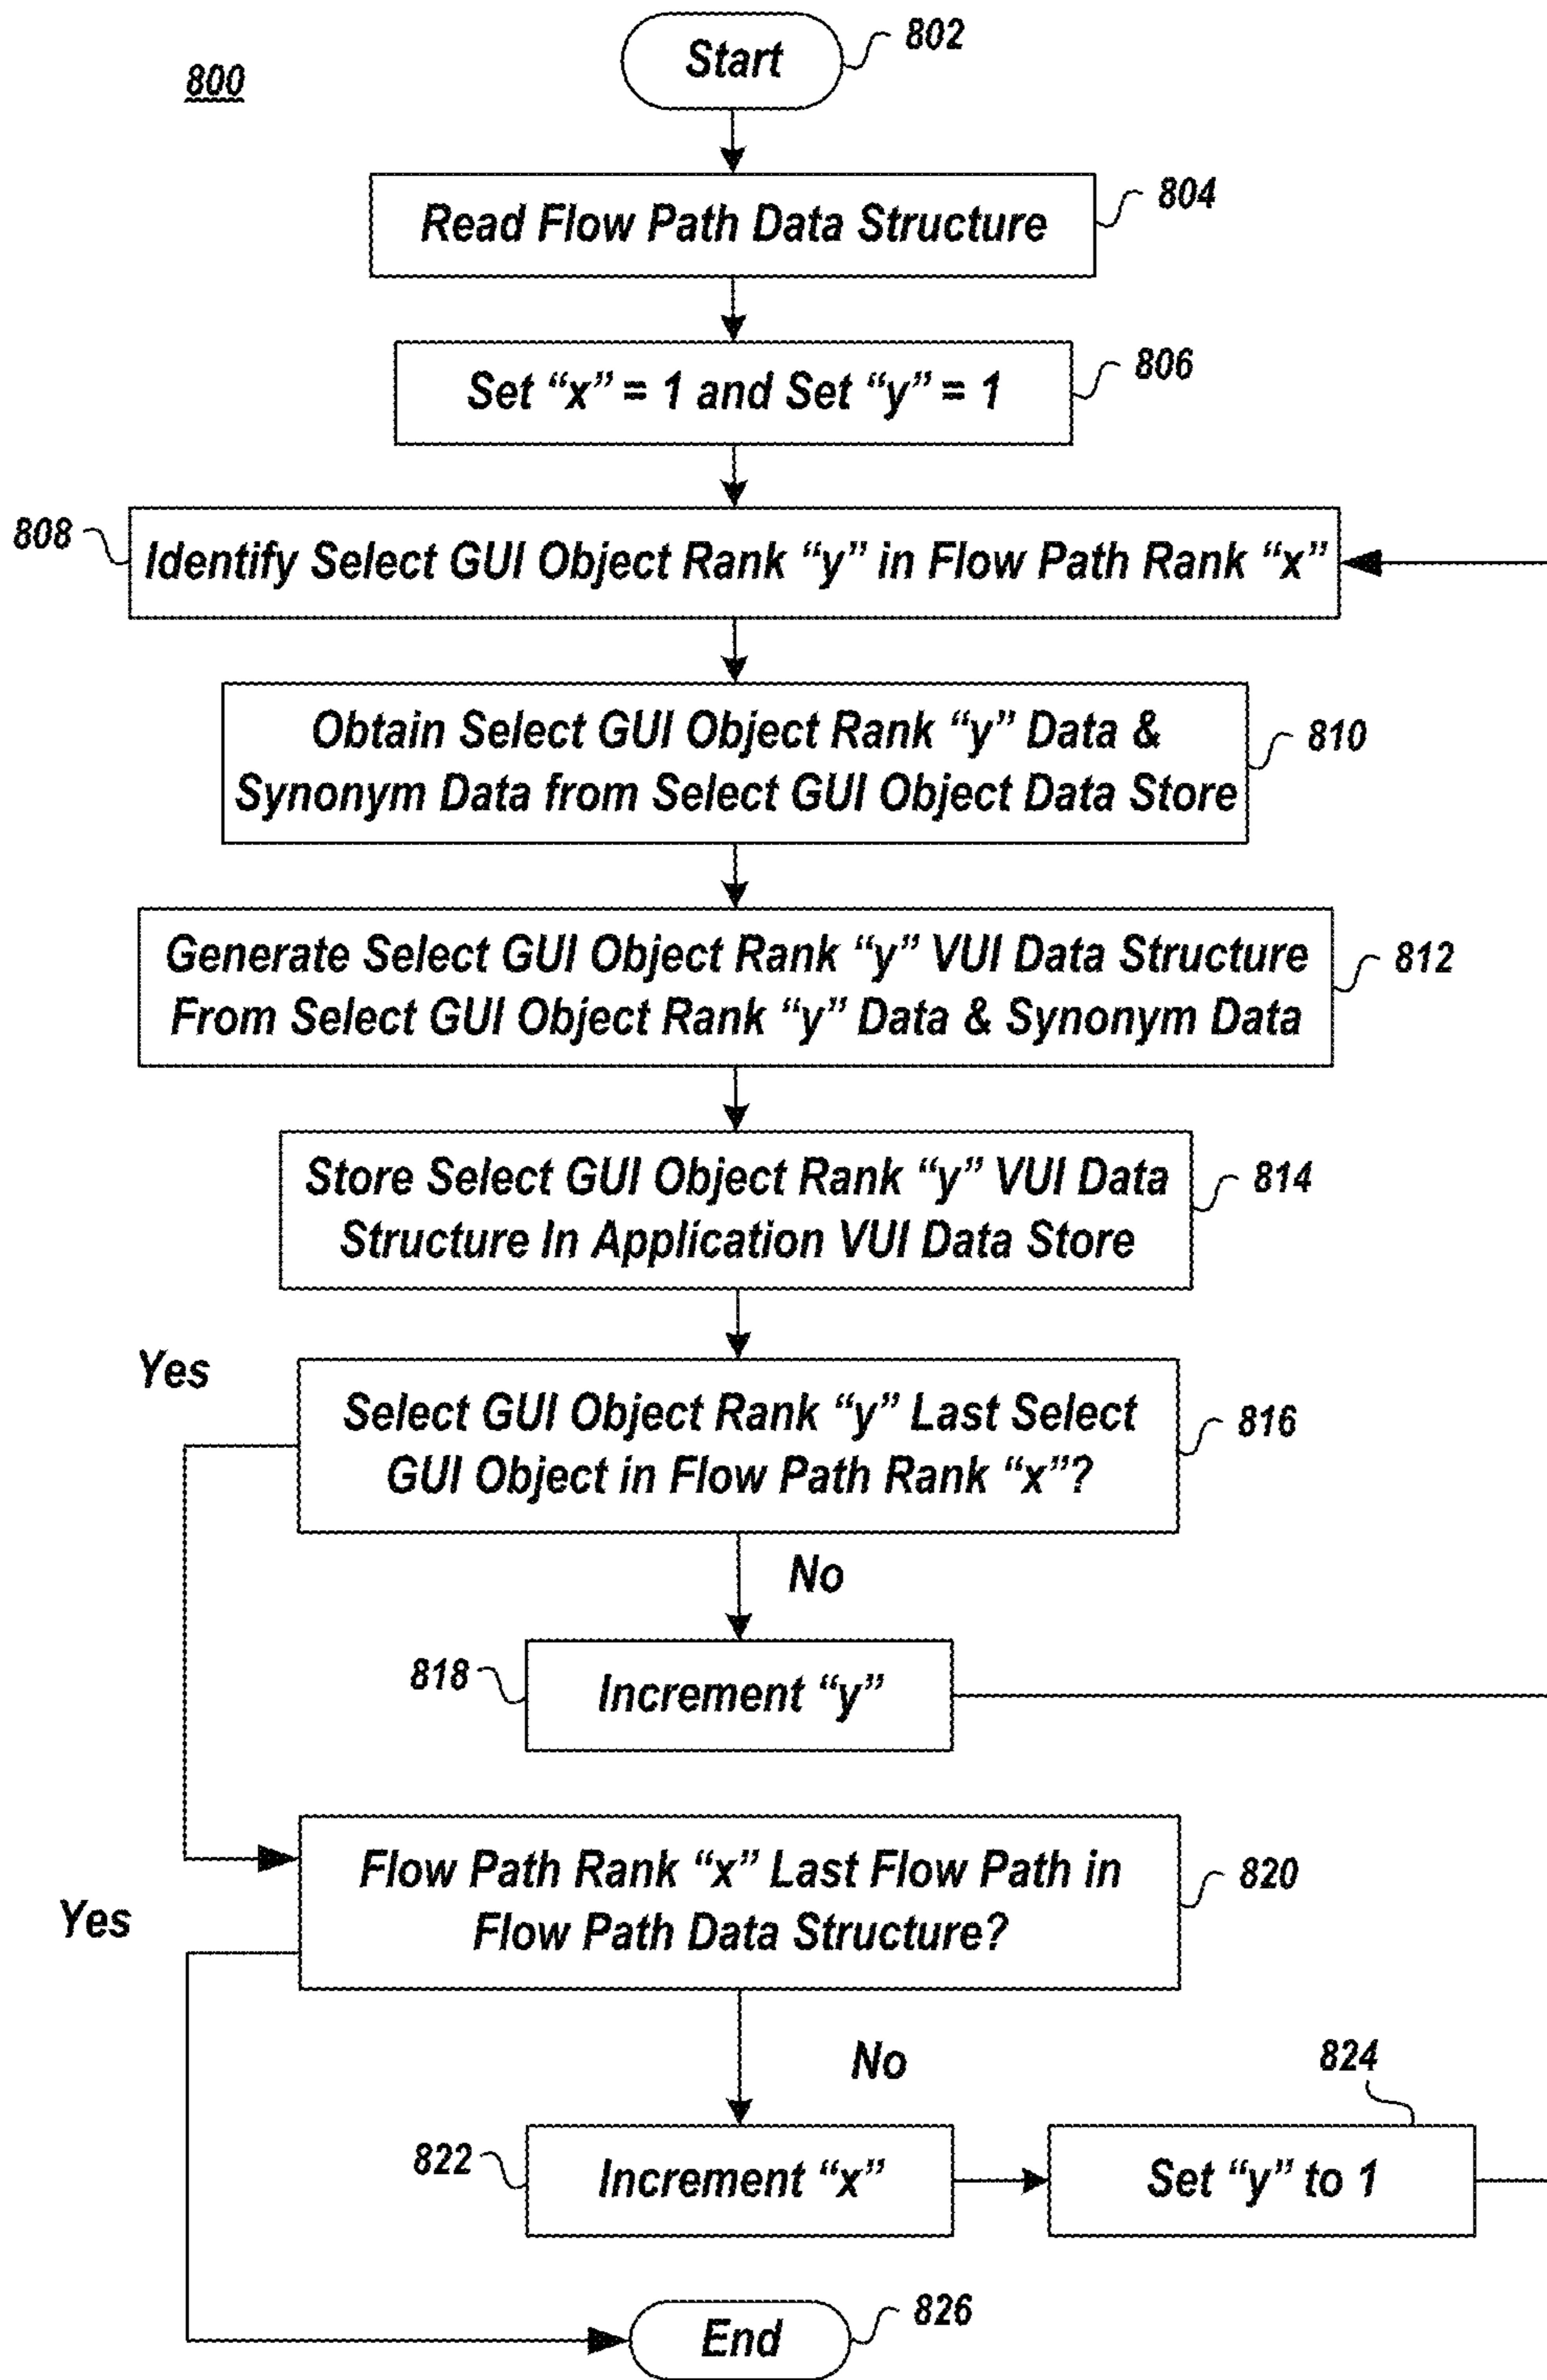 800
Start
802
Read Flow Path Data Structure
804
Set “x” = 1 and Set “y” = 1
806
808
Identify Select GUI Object Rank “y” in Flow Path Rank “x”
Obtain Select GUI Object Rank “y” Data &
Synonym Data from Select GUI Object Data Store
810
Generate Select GUI Object Rank “y” VUI Data Structure
From Select GUI Object Rank “y” Data & Synonym Data
812
Store Select GUI Object Rank “y” VUI Data
Structure In Application VUI Data Store
814
Yes
Select GUI Object Rank “y” Last Select
GUI Object in Flow Path Rank “x”?
816
No
818
Increment “y”
Flow Path Rank “x” Last Flow Path in
Flow Path Data Structure?
820
Yes
No
822
Increment “x”
824
Set “y” to 1
End
826